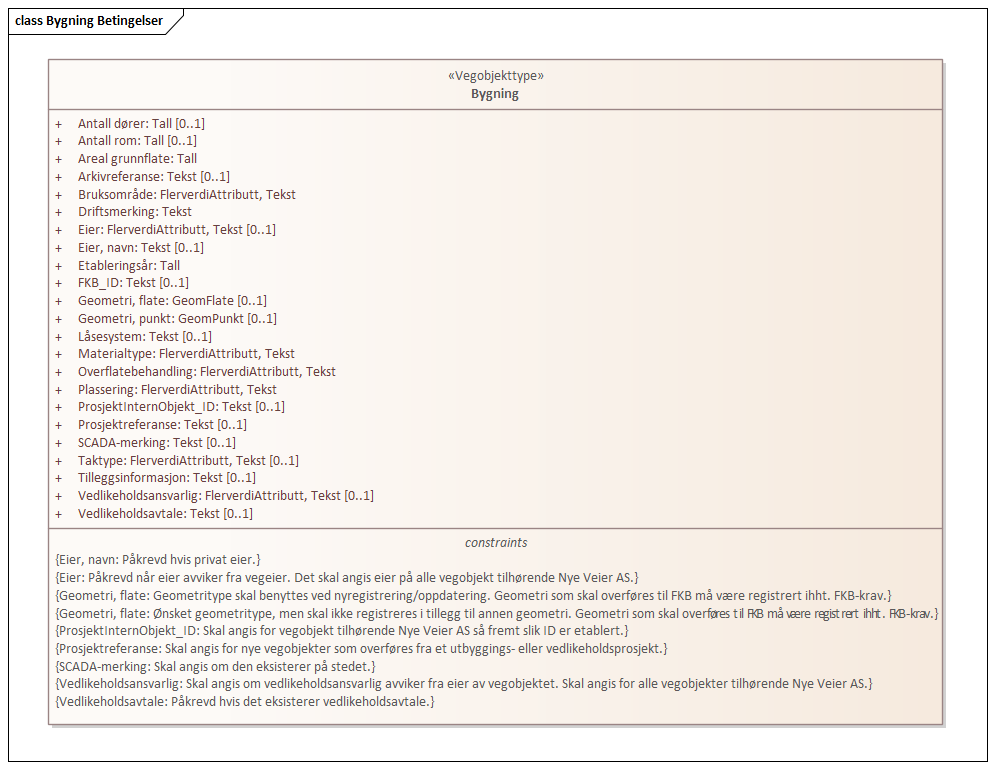 class Bygning Betingelser
«Vegobjekttype»
Bygning
+ Antall dører: Tall [0..1]
+ Antall rom: Tall [0..1]
+ Areal grunnflate: Tall
+ Arkivreferanse: Tekst [0..1]
+ Bruksområde: FlerverdiAttributt, Tekst
+ Driftsmerking: Tekst
+ Eier: FlerverdiAttributt, Tekst [0..1]
+ Eier, navn: Tekst [0..1]
+ Etableringsår: Tall
+ FKB_ID: Tekst [0..1]
+ Geometri, flate: GeomFlate [0..1]
+ Geometri, punkt: GeomPunkt [0..1]
+ Låsesystem: Tekst [0..1]
+ Materialtype: FlerverdiAttributt, Tekst
+ Overflatebehandling: FlerverdiAttributt, Tekst
+ Plassering: FlerverdiAttributt, Tekst
+ ProsjektInternObjekt_ID: Tekst [0..1]
+ Prosjektreferanse: Tekst [0..1]
+ SCADA-merking: Tekst [0..1]
+ Taktype: FlerverdiAttributt, Tekst [0..1]
+ Tilleggsinformasjon: Tekst [0..1]
+ Vedlikeholdsansvarlig: FlerverdiAttributt, Tekst [0..1]
+ Vedlikeholdsavtale: Tekst [0..1]
constraints
{Eier, navn: Påkrevd hvis privat eier.}
{Eier: Påkrevd når eier avviker fra vegeier. Det skal angis eier på alle vegobjekt tilhørende Nye Veier AS.}
{Geometri, flate: Geometritype skal benyttes ved nyregistrering/oppdatering. Geometri som skal overføres til FKB må være registrert ihht. FKB-krav.}
{Geometri, flate: Ønsket geometritype, men skal ikke registreres i tillegg til annen geometri. Geometri som skal overføres til FKB må være registrert ihht. FKB-krav.}
{ProsjektInternObjekt_ID: Skal angis for vegobjekt tilhørende Nye Veier AS så fremt slik ID er etablert.}
{Prosjektreferanse: Skal angis for nye vegobjekter som overføres fra et utbyggings- eller vedlikeholdsprosjekt.}
{SCADA-merking: Skal angis om den eksisterer på stedet.}
{Vedlikeholdsansvarlig: Skal angis om vedlikeholdsansvarlig avviker fra eier av vegobjektet. Skal angis for alle vegobjekter tilhørende Nye Veier AS.}
{Vedlikeholdsavtale: Påkrevd hvis det eksisterer vedlikeholdsavtale.}